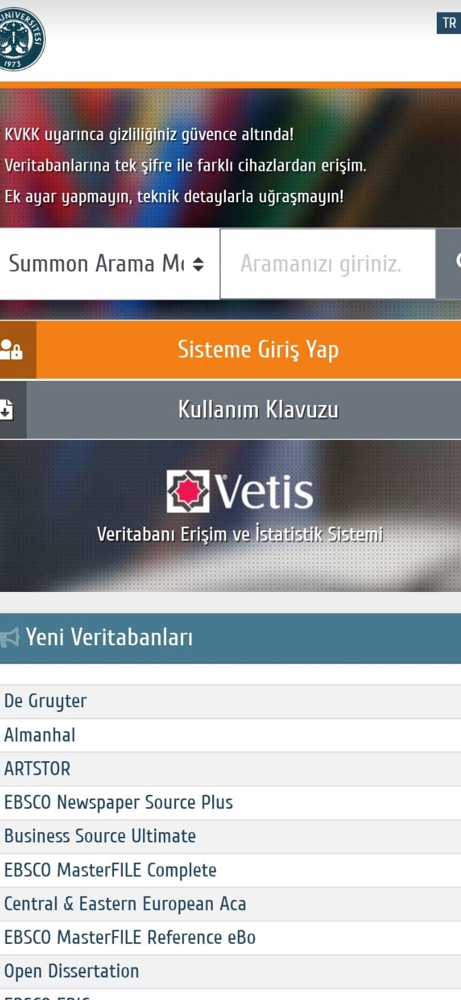 ÜNİVERSİTESİ
1973
TR
KVKK uyarınca gizliliğiniz güvence altında!
Veritabanlarına tek şifre ile farklı cihazlardan erişim.
Ek ayar yapmayın, teknik detaylarla uğraşmayın!
Summon Arama Mo
Aramanızı giriniz.
Sisteme Giriş Yap
Kullanım Klavuzu
Vetis
Veritabanı Erişim ve İstatistik Sistemi
Yeni Veritabanları
De Gruyter
Almanhal
ARTSTOR
EBSCO Newspaper Source Plus
Business Source Ultimate
EBSCO MasterFILE Complete
Central & Eastern European Aca
EBSCO MasterFILE Reference eBo
Open Dissertation
EBSCO ERIC